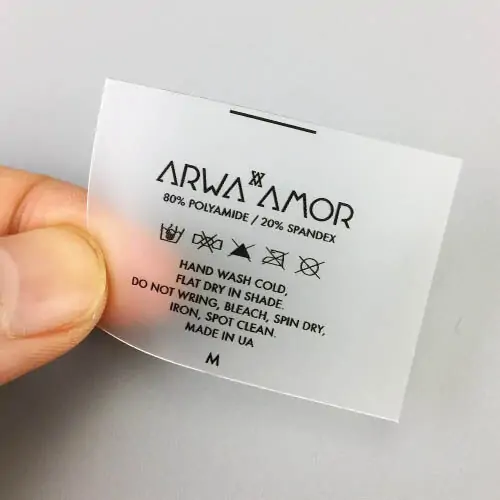 ARWA AMOR
80% POLYAMIDE / 20% SPANDEX
HAND WASH COLD,
FLAT DRY IN SHADE
DO NOT WRING, BLEACH, SPIN DRY,
IRON, SPOT CLEAN.
MADE IN UA
M